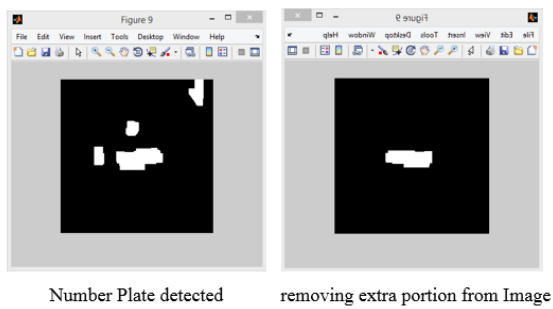 Figure 9
File Edit View Insert Tools Desktop Window Help
Figure 9
File Edit View Insert Tools Desktop Window Help
Number Plate detected
removing extra portion from Image